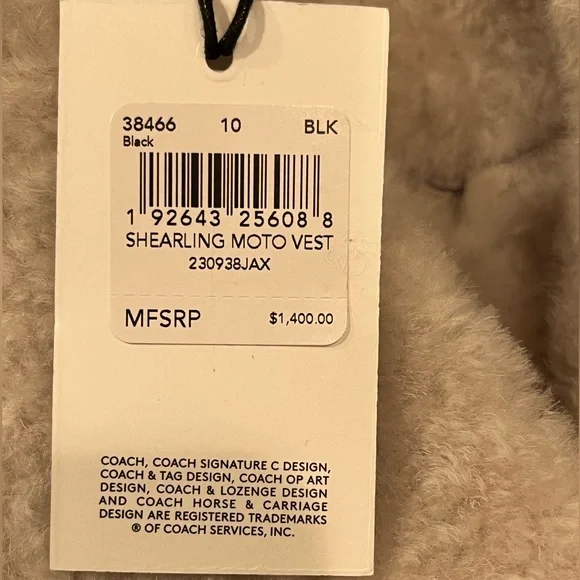 38466 10 BLK
Black
1 92643 25608 8
SHEARLING MOTO VEST
230938JAX
MFSRP $1,400.00
COACH, COACH SIGNATURE C DESIGN,
COACH & TAG DESIGN, COACH OP ART
DESIGN, COACH & LOZENGE DESIGN
AND COACH HORSE & CARRIAGE
DESIGN ARE REGISTERED TRADEMARKS
® OF COACH SERVICES, INC.